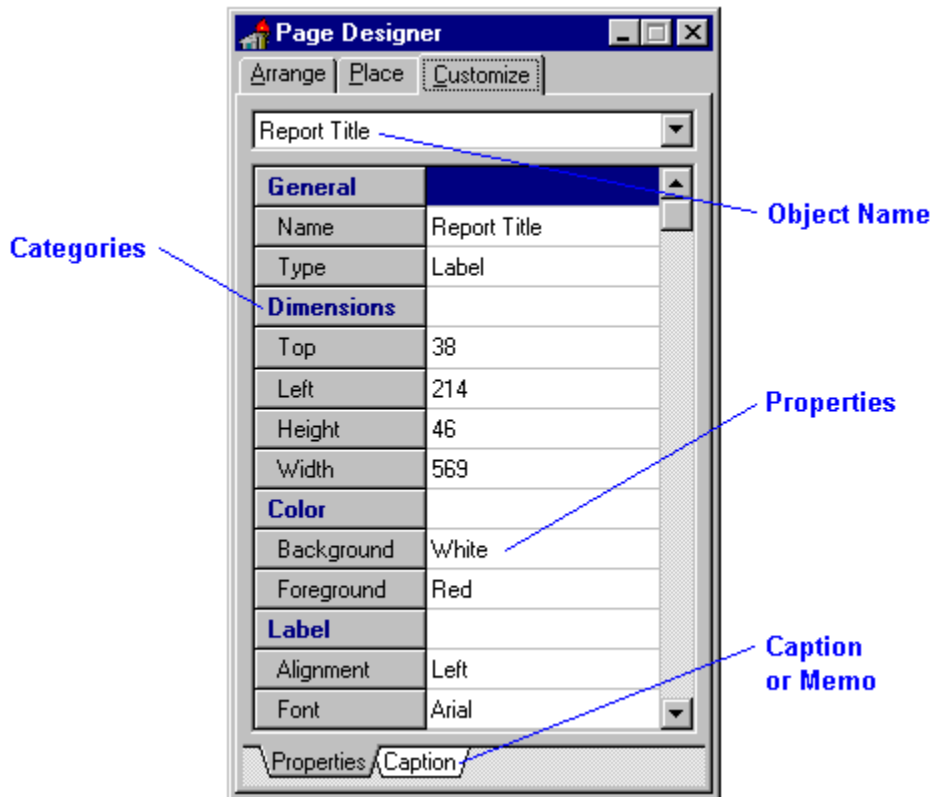 Page Designer
Arrange Place Customize
Report Title
General
Object Name
Name Report Title
Categories
Type Label
Dimensions
Top 38
Left 214
Properties
Height 46
Width 569
Color
Background White
Foreground Red
Label
Caption
or Memo
Alignment Left
Font Arial
Properties Caption